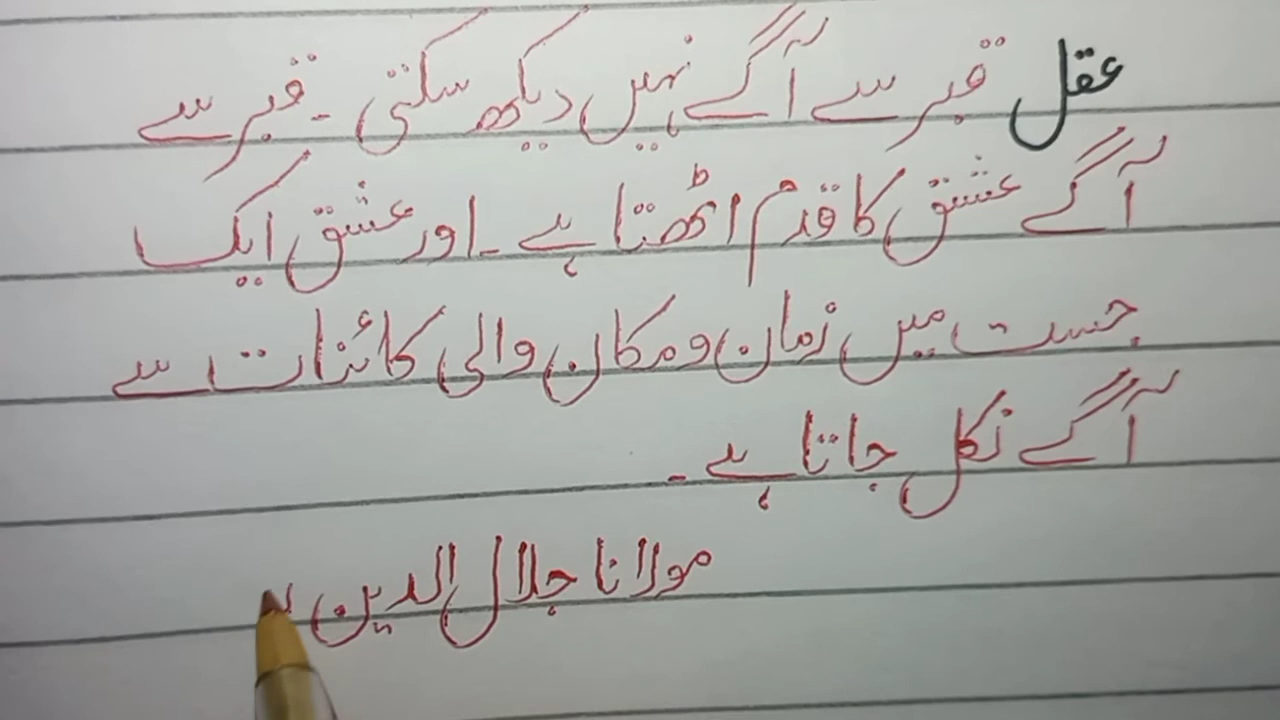 عقل قبر سے آگے نہیں دیکھ سکتی ۔ قبر سے
آگے عشق کا قدم اٹھتا ہے ۔ اور عشق ایک
جست میں زمان و مکان والی کائنات سے
آگے نکل جاتا ہے ۔
مولانا جلال الدین